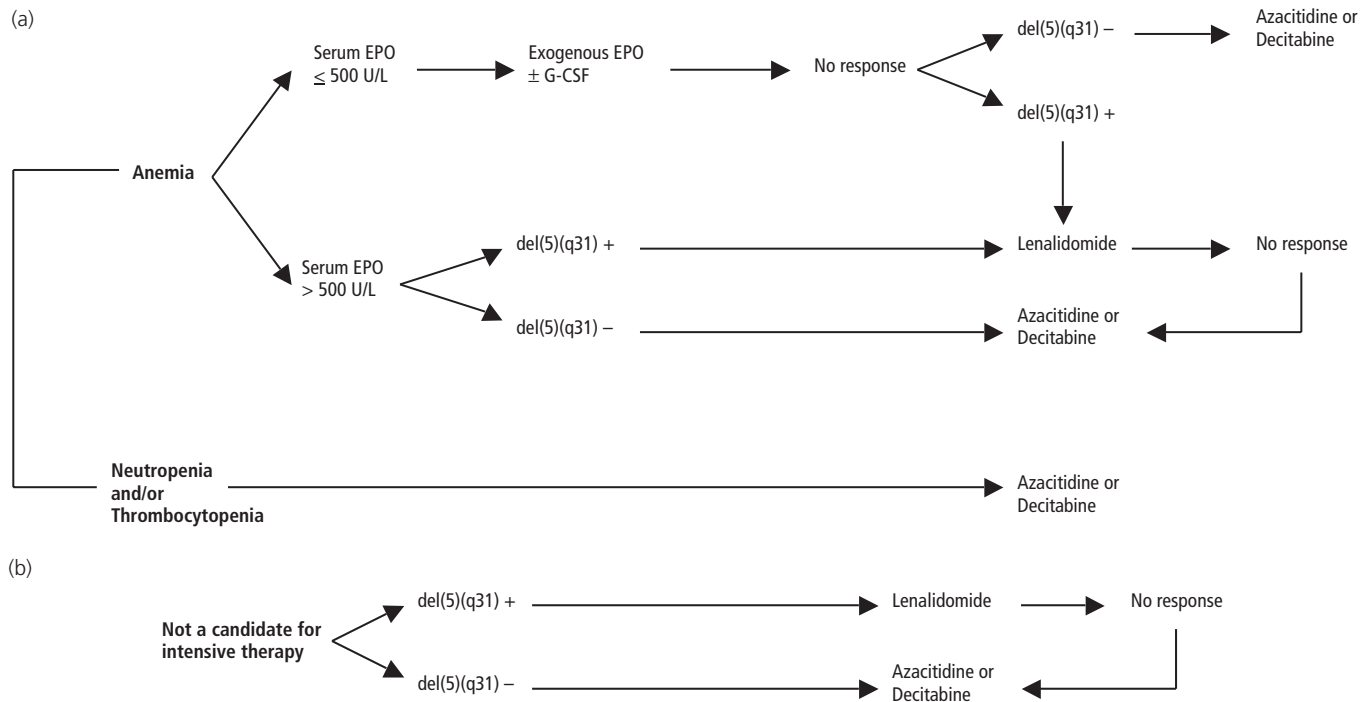 (a)
Serum EPO
≤ 500 U/L
Exogenous EPO
± G-CSF
No response
del(5)(q31) –
Azacitidine or
Decitabine
del(5)(q31) +
Anemia
Serum EPO
> 500 U/L
del(5)(q31) +
Lenalidomide
No response
del(5)(q31) –
Azacitidine or
Decitabine
Neutropenia
and/or
Thrombocytopenia
Azacitidine or
Decitabine
(b)
Not a candidate for
intensive therapy
del(5)(q31) +
Lenalidomide
No response
del(5)(q31) –
Azacitidine or
Decitabine